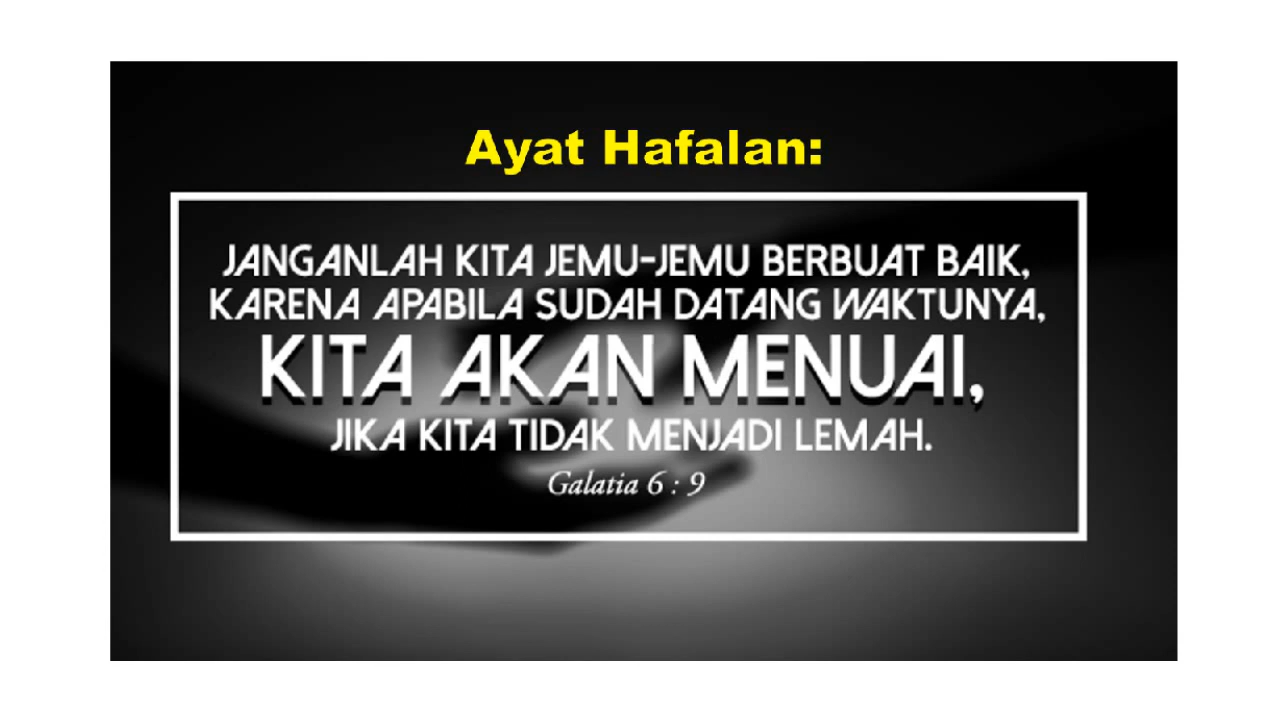 Ayat Hafalan:
JANGANLAH KITA JEMU-JEMU BERBUAT BAIK,
KARENA APABILA SUDAH DATANG WAKTUNYA,
KITA AKAN MENUAI,
JIKA KITA TIDAK MENJADI LEMAH.
Galatia 6 : 9